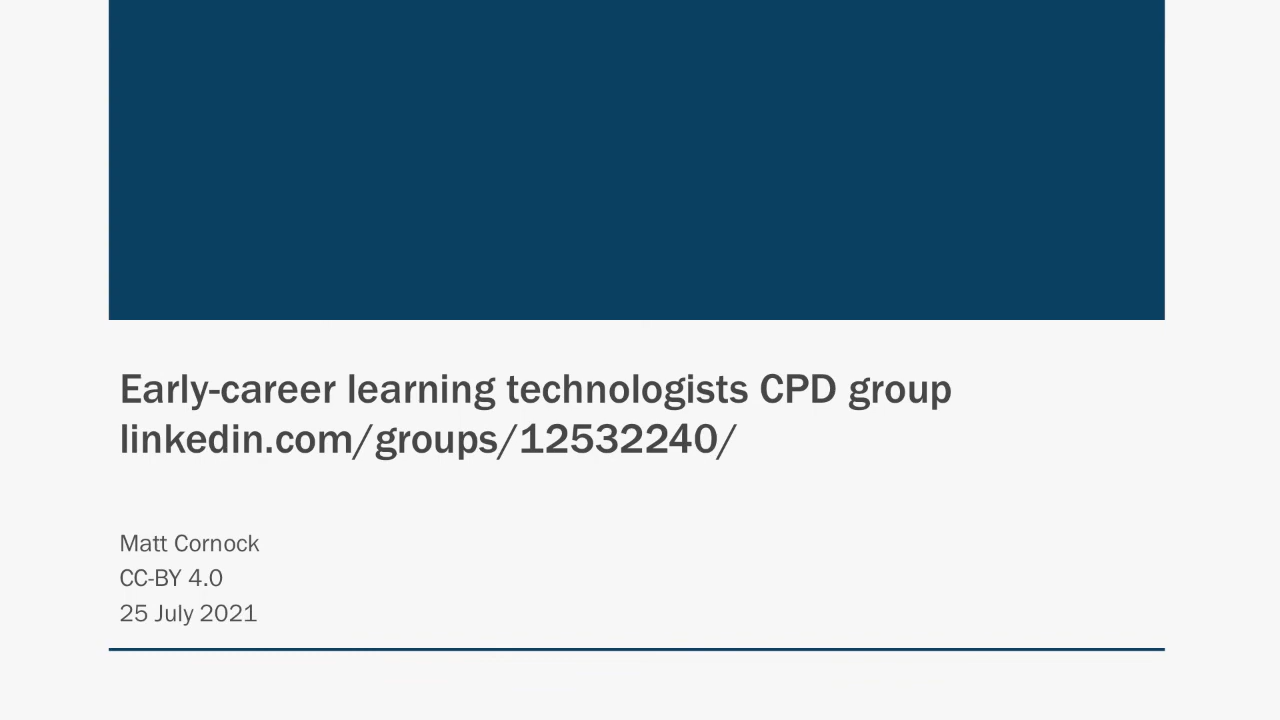 Early-career learning technologists CPD group
linkedin.com/groups/12532240/
Matt Cornock
CC-BY 4.0
25 July 2021